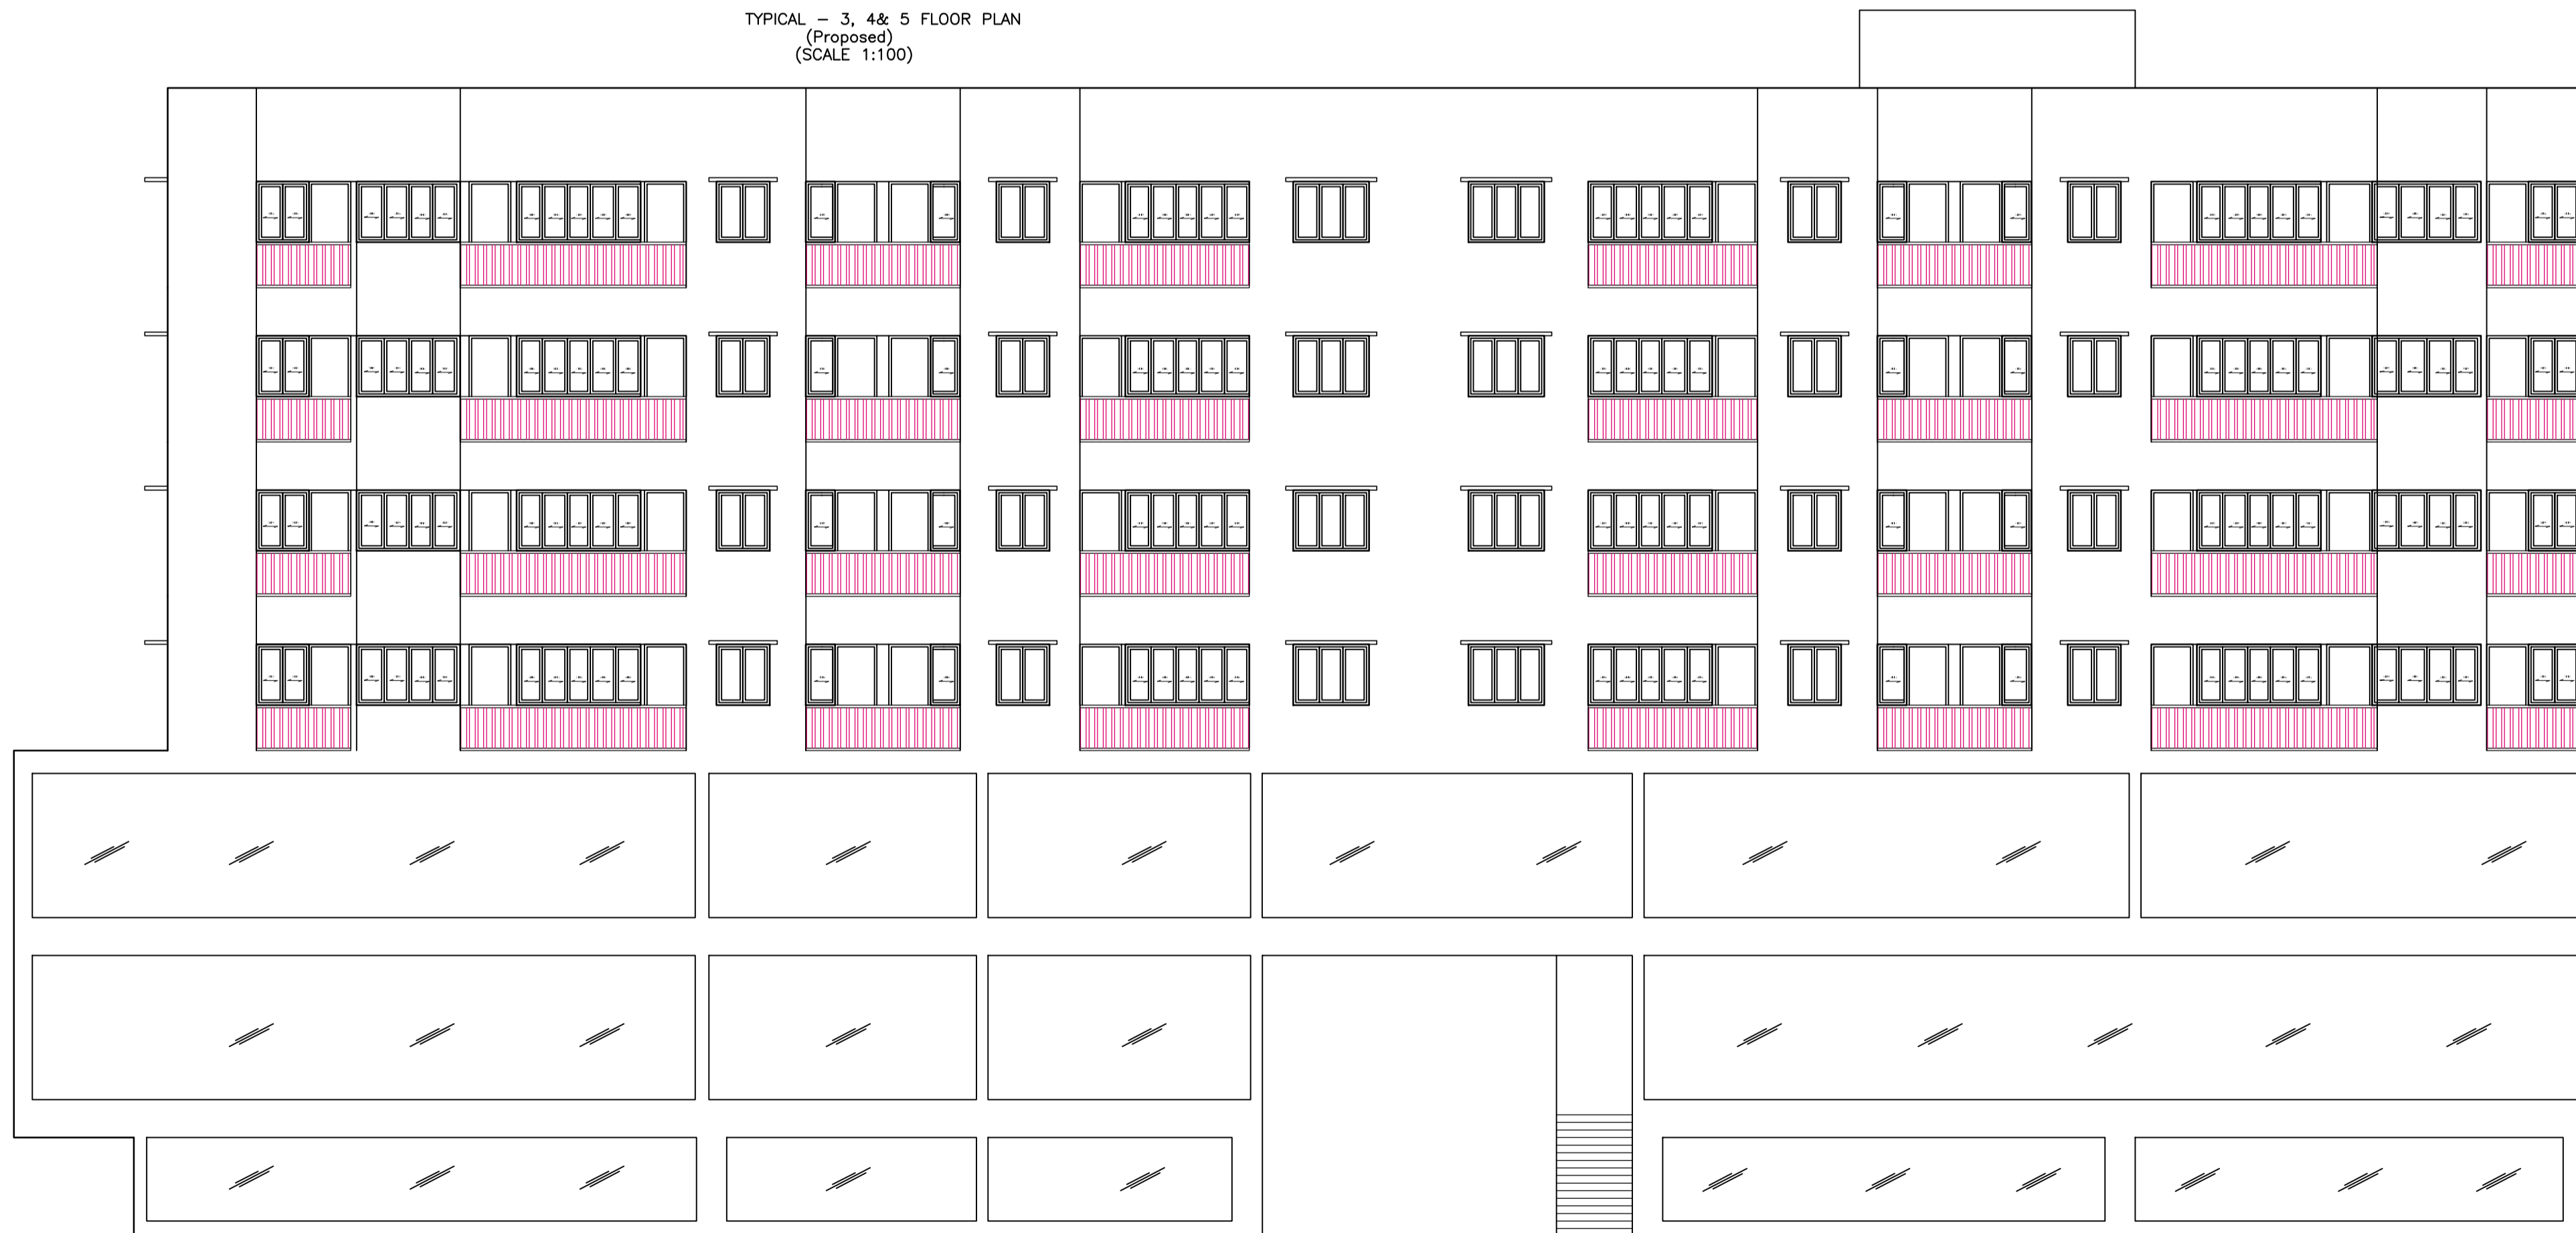 TYPICAL - 3, 4& 5 FLOOR PLAN
(Proposed)
(SCALE 1:100)